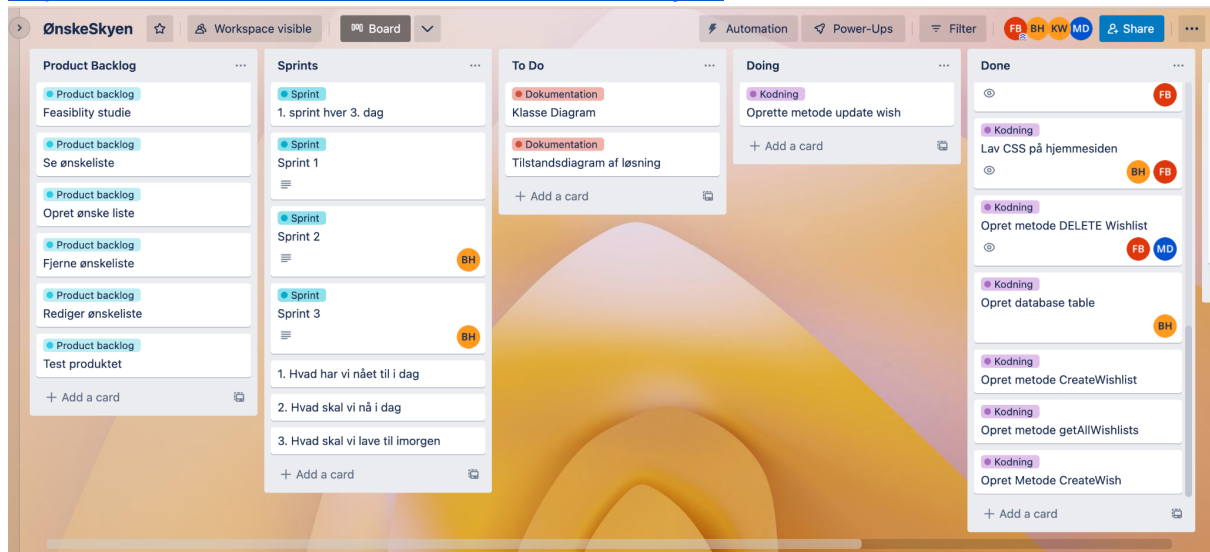 ØnskeSkyen
Workspace visible
Board
Automation
Power-Ups
Filter
FB
BH
KW
MD
Share
Product Backlog
Product backlog
Feasiblity studie
Product backlog
Se ønskeliste
Product backlog
Opret ønske liste
Product backlog
Fjerne ønskeliste
Product backlog
Rediger ønskeliste
Product backlog
Test produktet
+ Add a card
Sprints
Sprint
1. sprint hver 3. dag
Sprint
Sprint 1
Sprint
Sprint 2
BH
Sprint
Sprint 3
BH
1. Hvad har vi nået til i dag
2. Hvad skal vi nå i dag
3. Hvad skal vi lave til imorgen
+ Add a card
To Do
Dokumentation
Klasse Diagram
Dokumentation
Tilstandsdiagram af løsning
+ Add a card
Doing
Kodning
Oprette metode update wish
+ Add a card
Done
FB
Kodning
Lav CSS på hjemmesiden
BH FB
Kodning
Opret metode DELETE Wishlist
FB MD
Kodning
Opret database table
BH
Kodning
Opret metode CreateWishlist
Kodning
Opret metode getAllWishlists
Kodning
Opret Metode CreateWish
+ Add a card